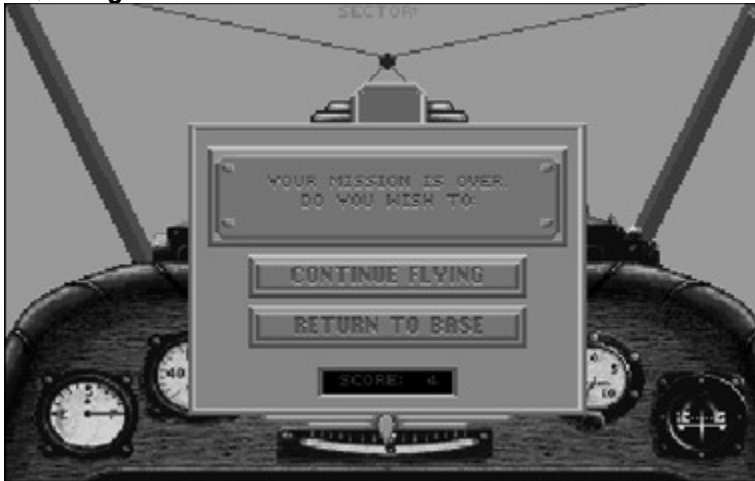 SECTOR:
YOUR MISSION IS OVER.
DO YOU WISH TO:
CONTINUE FLYING
RETURN TO BASE
SCORE: 4